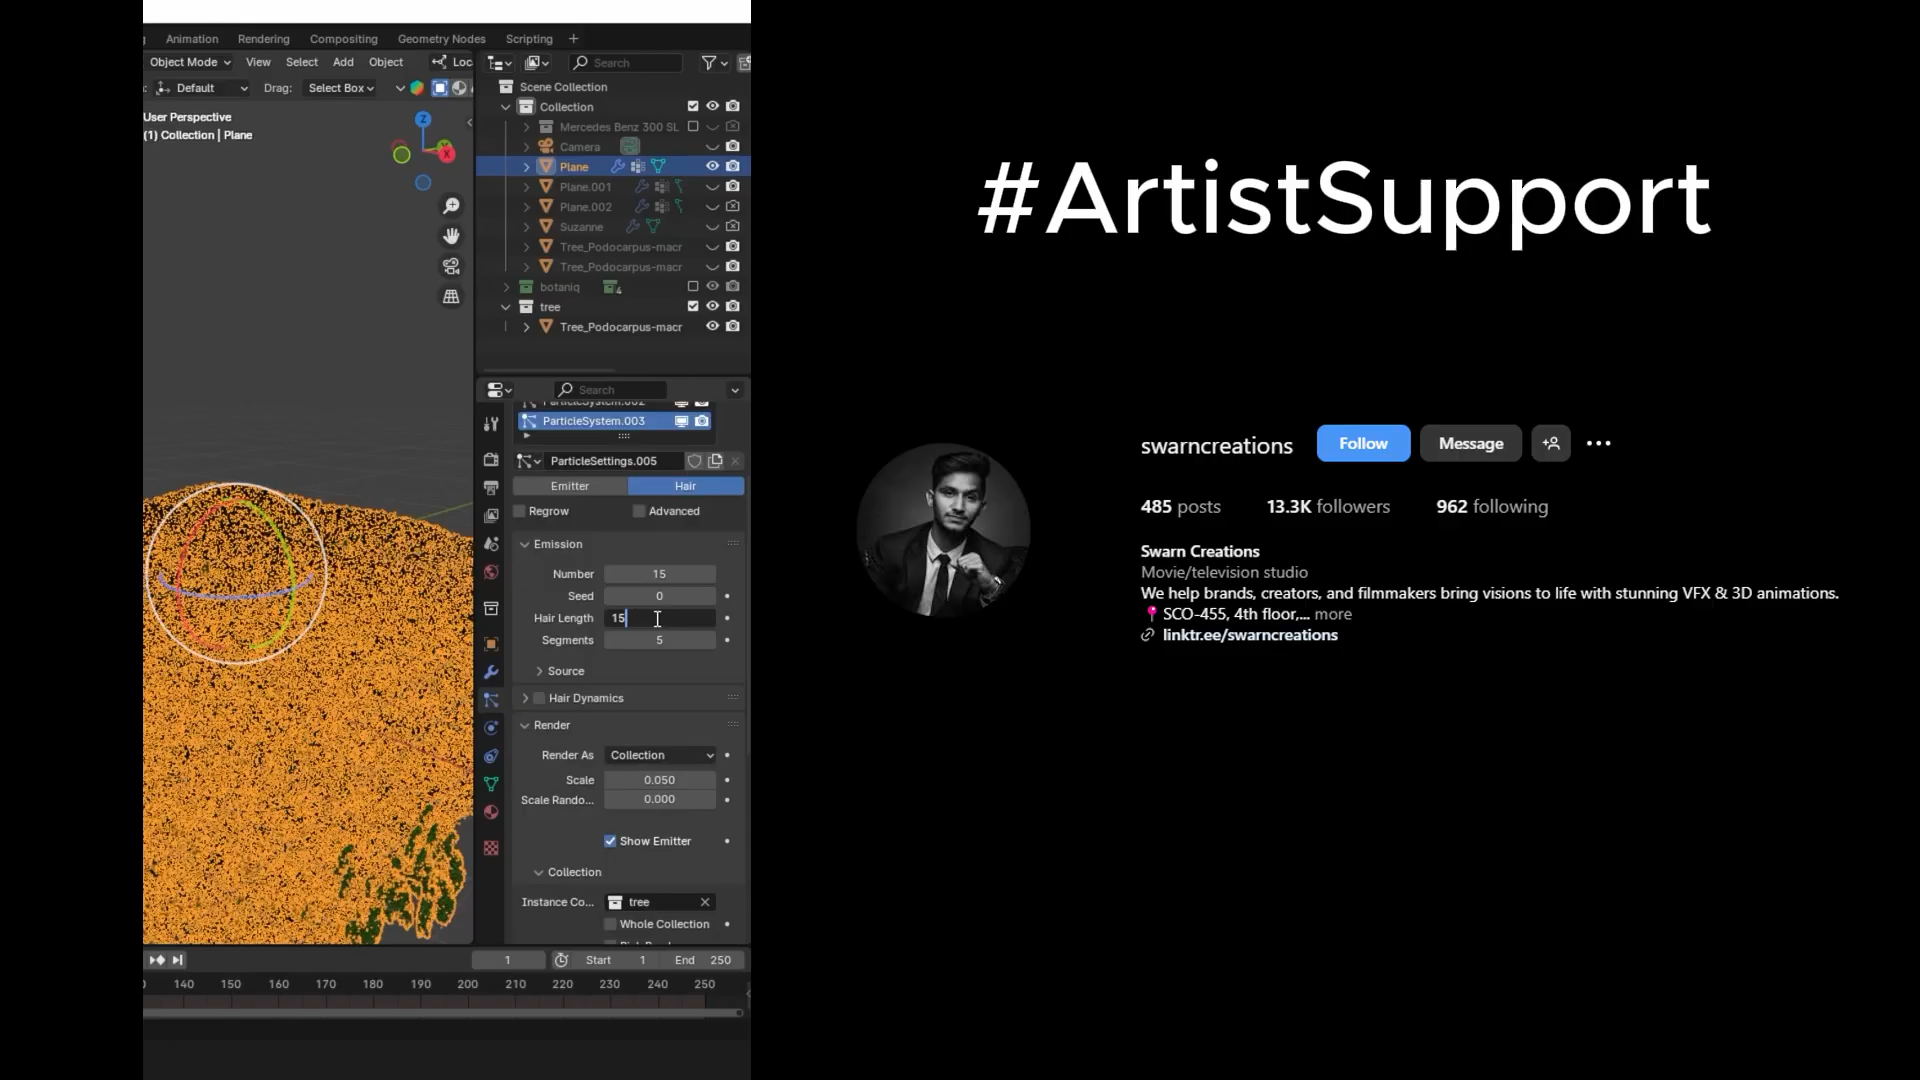 Animation Rendering Compositing Geometry Nodes Scripting +
Object Mode View Select Add Object Loc
Default Drag: Select Box
User Perspective
(1) Collection | Plane
Search
Scene Collection
Collection
Mercedes Benz 300 SL
Camera
Plane
Plane.001
Plane.002
Suzanne
Tree_Podocarpus-macr
Tree_Podocarpus-macr
botaniq 4
tree
Tree_Podocarpus-macr
Search
ParticleSystem.002
ParticleSystem.003
ParticleSettings.005
Emitter Hair
Regrow Advanced
Emission
Number 15
Seed 0
Hair Length 15
Segments 5
Source
Hair Dynamics
Render
Render As Collection
Scale 0.050
Scale Rando... 0.000
Show Emitter
Collection
Instance Co... tree
Whole Collection
1 Start 1 End 250
140 150 160 170 180 190 200 210 220 230 240 250
#ArtistSupport
swarncreations Follow Message
485 posts 13.3K followers 962 following
Swarn Creations
Movie/television studio
We help brands, creators, and filmmakers bring visions to life with stunning VFX & 3D animations.
📍 SCO-455, 4th floor,... more
linktr.ee/swarncreations